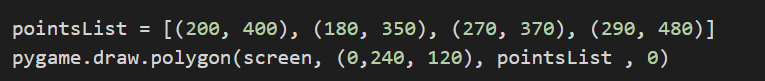 pointsList = [(200, 400), (180, 350), (270, 370), (290, 480)]
pygame.draw.polygon(screen, (0,240, 120), pointsList , 0)